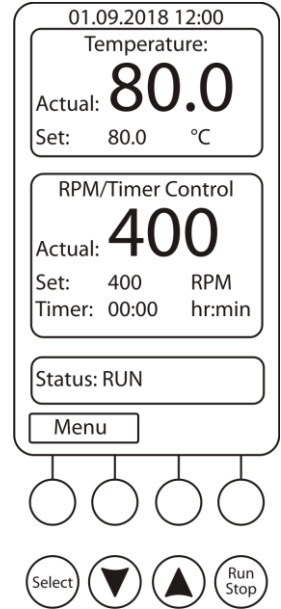 01.09.2018 12:00
Temperature:
Actual: 80.0
Set: 80.0 °C
RPM/Timer Control
Actual: 400
Set: 400 RPM
Timer: 00:00 hr:min
Status: RUN
Menu
Select
Run
Stop